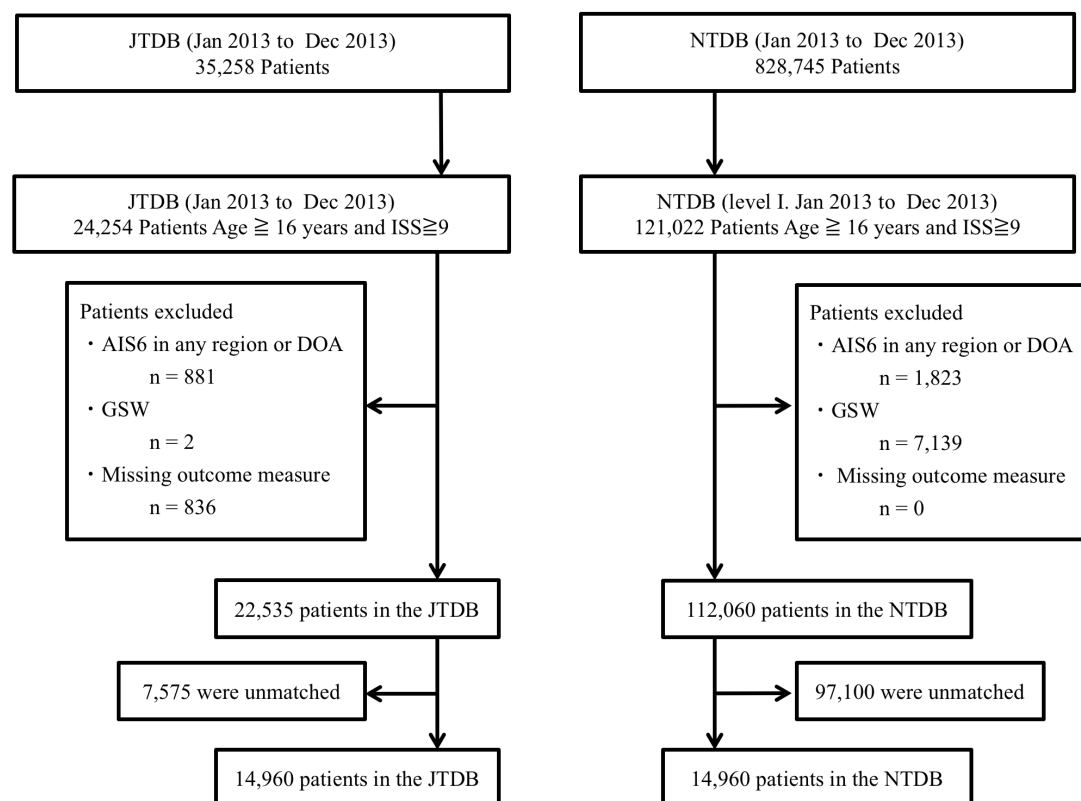 JTDB (Jan 2013 to  Dec 2013)
35,258 Patients
NTDB (Jan 2013 to  Dec 2013)
828,745 Patients
JTDB (Jan 2013 to  Dec 2013)
24,254 Patients Age ≧ 16 years and ISS≧9
NTDB (level I. Jan 2013 to  Dec 2013)
121,022 Patients Age ≧ 16 years and ISS≧9
Patients excluded
・AIS6 in any region or DOA
n = 881
・GSW
n = 2
・Missing outcome measure
n = 836
Patients excluded
・AIS6 in any region or DOA
n = 1,823
・GSW
n = 7,139
・ Missing outcome measure
n = 0
22,535 patients in the JTDB
112,060 patients in the NTDB
7,575 were unmatched
97,100 were unmatched
14,960 patients in the JTDB
14,960 patients in the NTDB